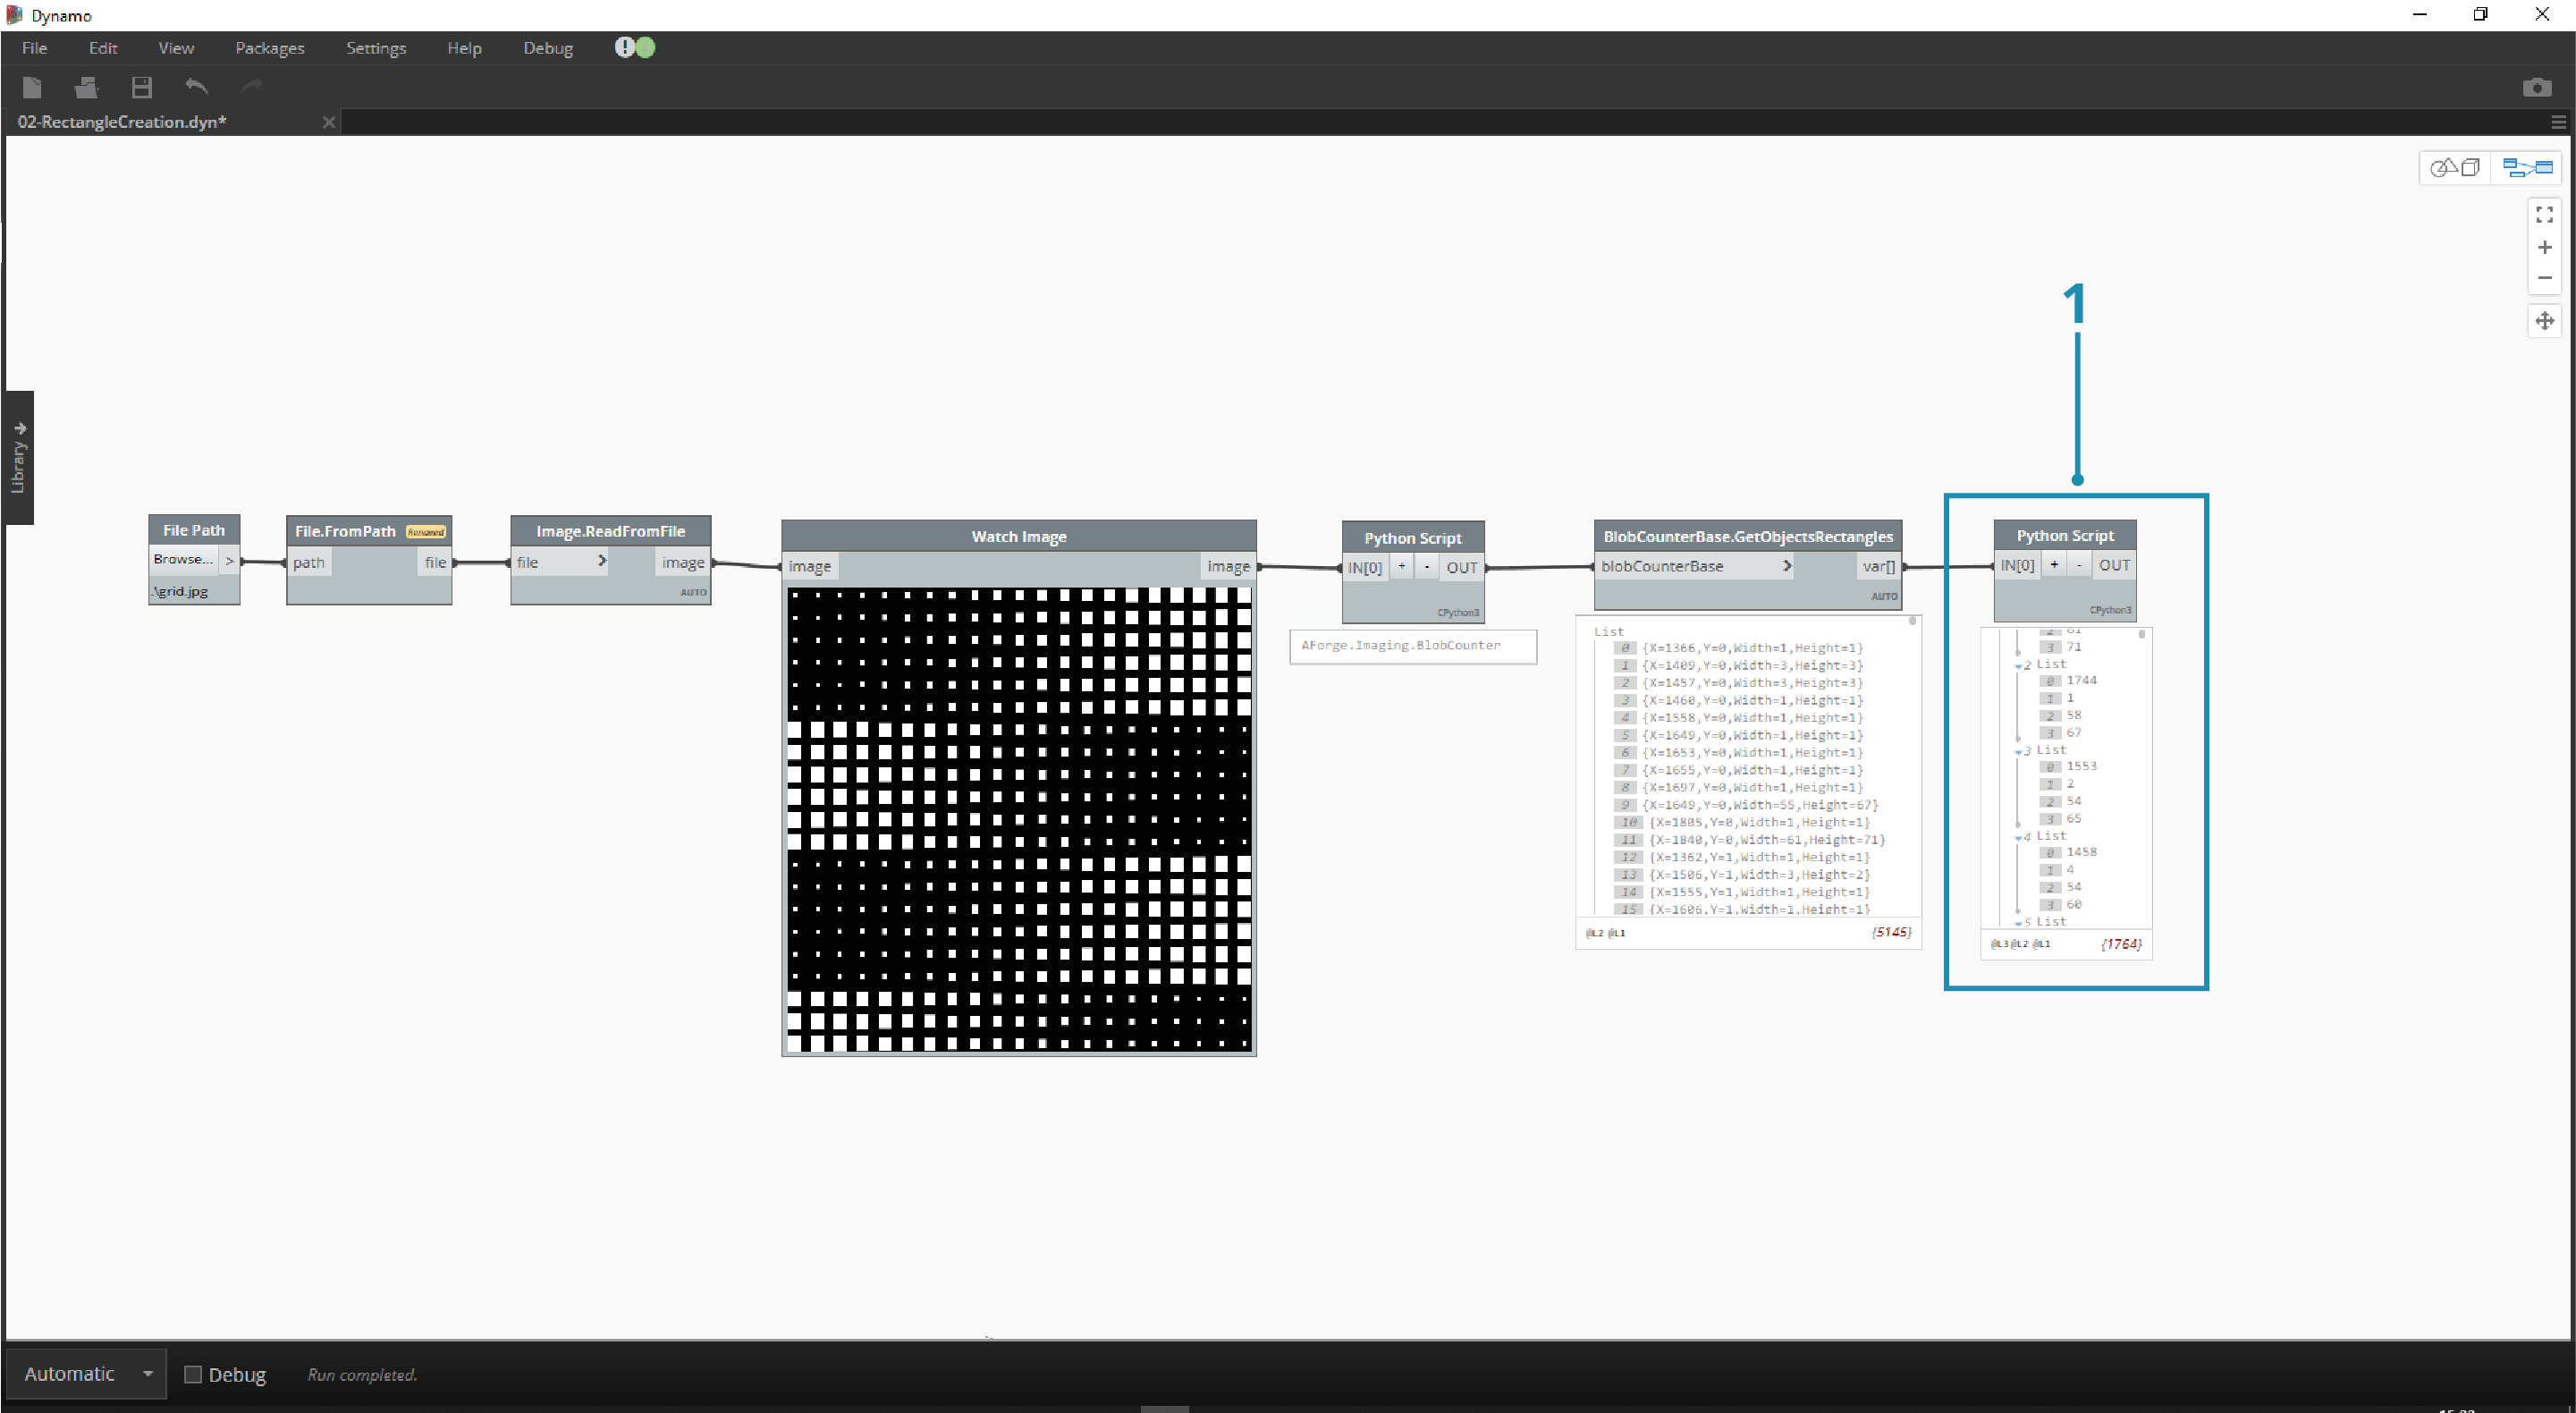 Dynamo
File Edit View Packages Settings Help Debug !
02-RectangleCreation.dyn*
1
Library
File Path
Browse... >
.\grid.jpg
File.FromPath Renamed
path file
Image.ReadFromFile
file > image
AUTO
Watch Image
image image
Python Script
IN[0] + - OUT
CPython3
AForge.Imaging.BlobCounter
BlobCounterBase.GetObjectsRectangles
blobCounterBase > var[]
AUTO
List
0 {X=1366,Y=0,Width=1,Height=1}
1 {X=1409,Y=0,Width=3,Height=3}
2 {X=1457,Y=0,Width=3,Height=3}
3 {X=1460,Y=0,Width=1,Height=1}
4 {X=1558,Y=0,Width=1,Height=1}
5 {X=1649,Y=0,Width=1,Height=1}
6 {X=1653,Y=0,Width=1,Height=1}
7 {X=1655,Y=0,Width=1,Height=1}
8 {X=1697,Y=0,Width=1,Height=1}
9 {X=1649,Y=0,Width=55,Height=67}
10 {X=1805,Y=0,Width=1,Height=1}
11 {X=1840,Y=0,Width=61,Height=71}
12 {X=1362,Y=1,Width=1,Height=1}
13 {X=1506,Y=1,Width=3,Height=2}
14 {X=1555,Y=1,Width=1,Height=1}
15 {X=1606,Y=1,Width=1,Height=1}
@L2 @L1 {5145}
Python Script
IN[0] + - OUT
CPython3
2 61
3 71
2 List
0 1744
1 1
2 58
3 67
3 List
0 1553
1 2
2 54
3 65
4 List
0 1458
1 4
2 54
3 60
5 List
@L3 @L2 @L1 {1764}
Automatic Debug Run completed.